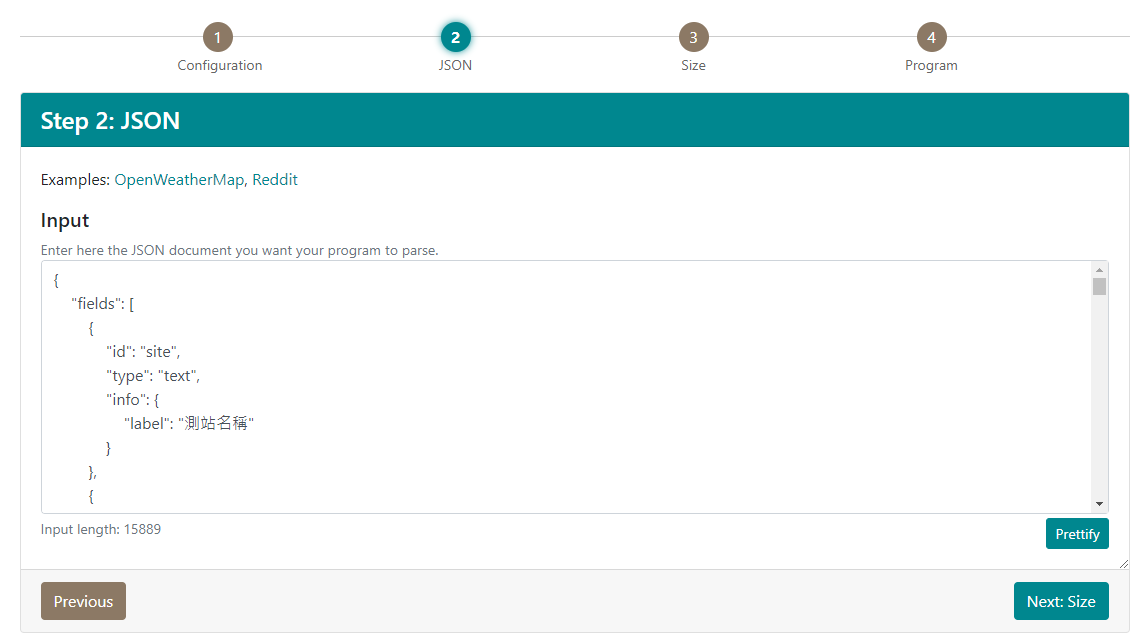 1
2
3
4
Configuration
JSON
Size
Program
Step 2: JSON
Examples: OpenWeatherMap, Reddit
Input
Enter here the JSON document you want your program to parse.
{
"fields": [
{
"id": "site",
"type": "text",
"info": {
"label": "測站名稱"
}
},
{
Input length: 15889
Prettify
Previous
Next: Size